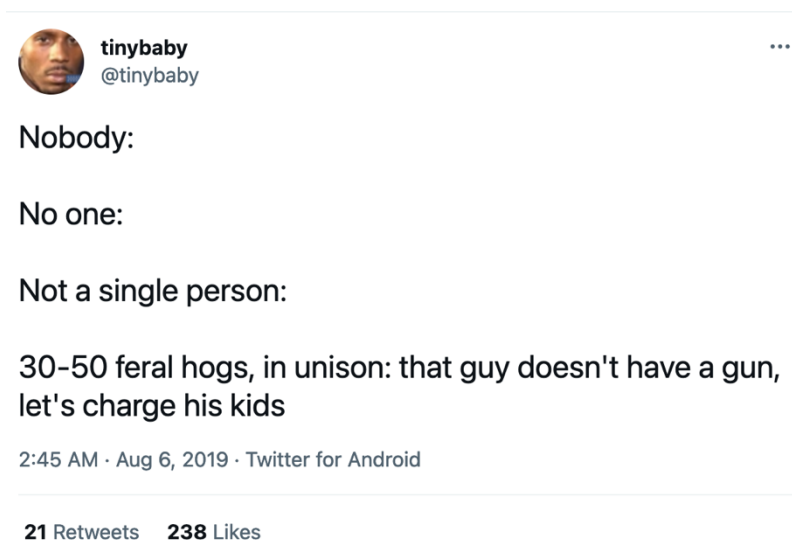 tinybaby
@tinybaby
Nobody:
No one:
Not a single person:
30-50 feral hogs, in unison: that guy doesn't have a gun,
let's charge his kids
2:45 AM · Aug 6, 2019 · Twitter for Android
21 Retweets 238 Likes